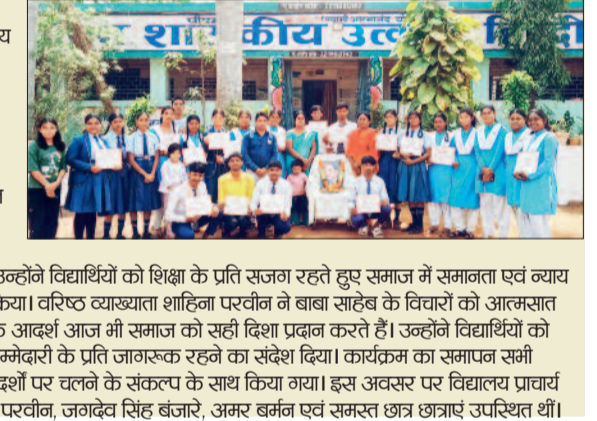 शासकीय उत्क हिन्दी
य
उन्होंने विद्यार्थियों को शिक्षा के प्रति सजग रहते हुए समाज में समानता एवं न्याय
किया। वरिष्ठ व्याख्याता शाहिना परवीन ने बाबा साहेब के विचारों को आत्मसात
आदर्श आज भी समाज को सही दिशा प्रदान करते हैं। उन्होंने विद्यार्थियों को
म्मेदारी के प्रति जागरूक रहने का संदेश दिया। कार्यक्रम का समापन सभी
दर्शों पर चलने के संकल्प के साथ किया गया। इस अवसर पर विद्यालय प्राचार्य
परवीन, जगदेव सिंह बंजारे, अमर बर्मन एवं समस्त छात्र छात्राएं उपस्थित थीं।